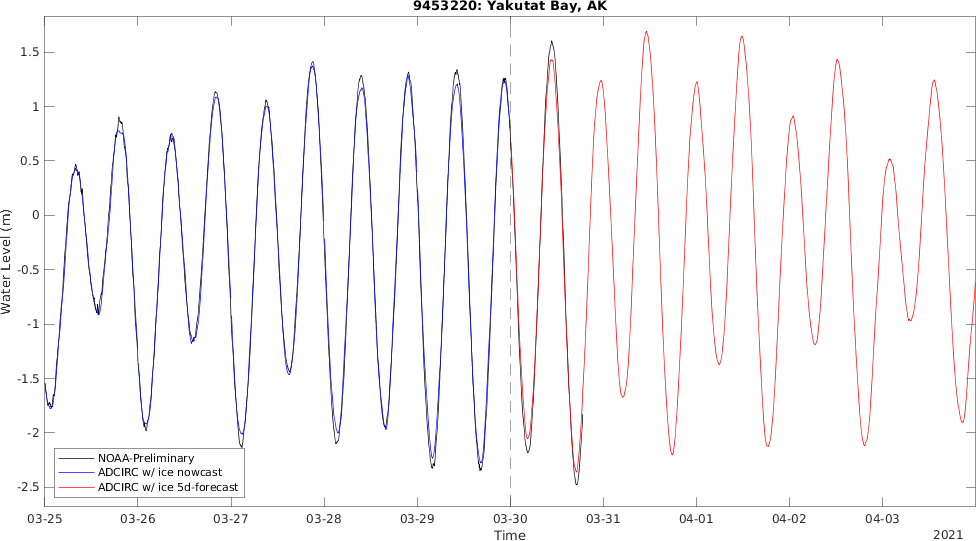 9453220: Yakutat Bay, AK
Water Level (m)
1.5
1
0.5
0
-0.5
-1
-1.5
-2
-2.5
NOAA-Preliminary
ADCIRC w/ ice nowcast
ADCIRC w/ ice 5d-forecast
03-25 03-26 03-27 03-28 03-29 03-30 03-31 04-01 04-02 04-03
Time
2021